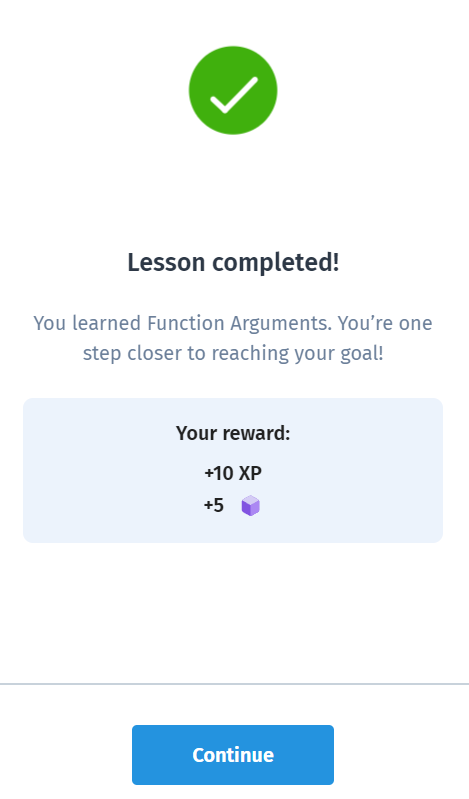 Lesson completed!
You learned Function Arguments. You’re one
step closer to reaching your goal!
Your reward:
+10 XP
+5
Continue